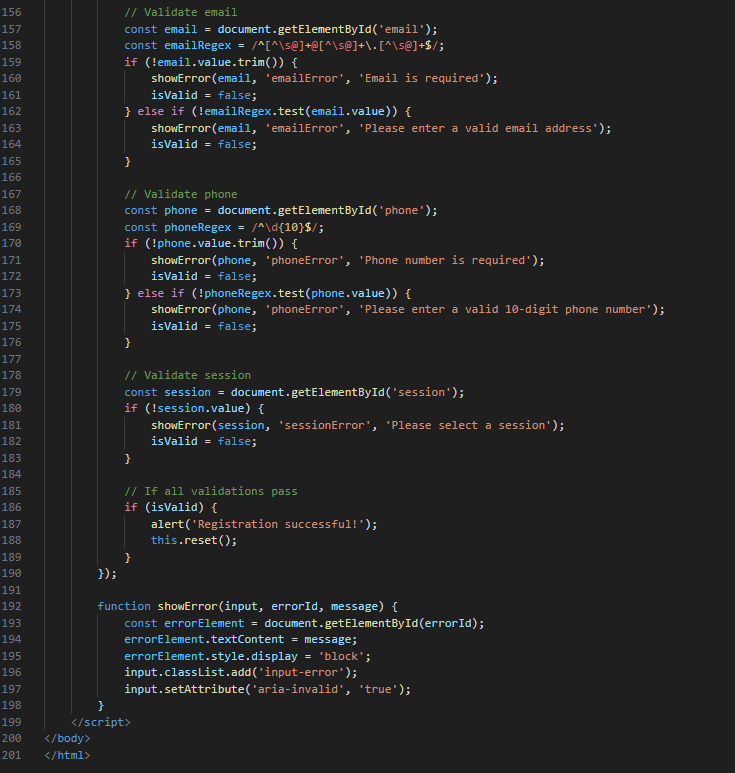 156 // Validate email
157 const email = document.getElementById('email');
158 const emailRegex = /^[^\s@]+@[^\s@]+\.[^\s@]+$/;
159 if (!email.value.trim()) {
160 showError(email, 'emailError', 'Email is required');
161 isValid = false;
162 } else if (!emailRegex.test(email.value)) {
163 showError(email, 'emailError', 'Please enter a valid email address');
164 isValid = false;
165 }
166
167 // Validate phone
168 const phone = document.getElementById('phone');
169 const phoneRegex = /^\d{10}$/;
170 if (!phone.value.trim()) {
171 showError(phone, 'phoneError', 'Phone number is required');
172 isValid = false;
173 } else if (!phoneRegex.test(phone.value)) {
174 showError(phone, 'phoneError', 'Please enter a valid 10-digit phone number');
175 isValid = false;
176 }
177
178 // Validate session
179 const session = document.getElementById('session');
180 if (!session.value) {
181 showError(session, 'sessionError', 'Please select a session');
182 isValid = false;
183 }
184
185 // If all validations pass
186 if (isValid) {
187 alert('Registration successful!');
188 this.reset();
189 }
190 });
191
192 function showError(input, errorId, message) {
193 const errorElement = document.getElementById(errorId);
194 errorElement.textContent = message;
195 errorElement.style.display = 'block';
196 input.classList.add('input-error');
197 input.setAttribute('aria-invalid', 'true');
198 }
199 </script>
200 </body>
201 </html>